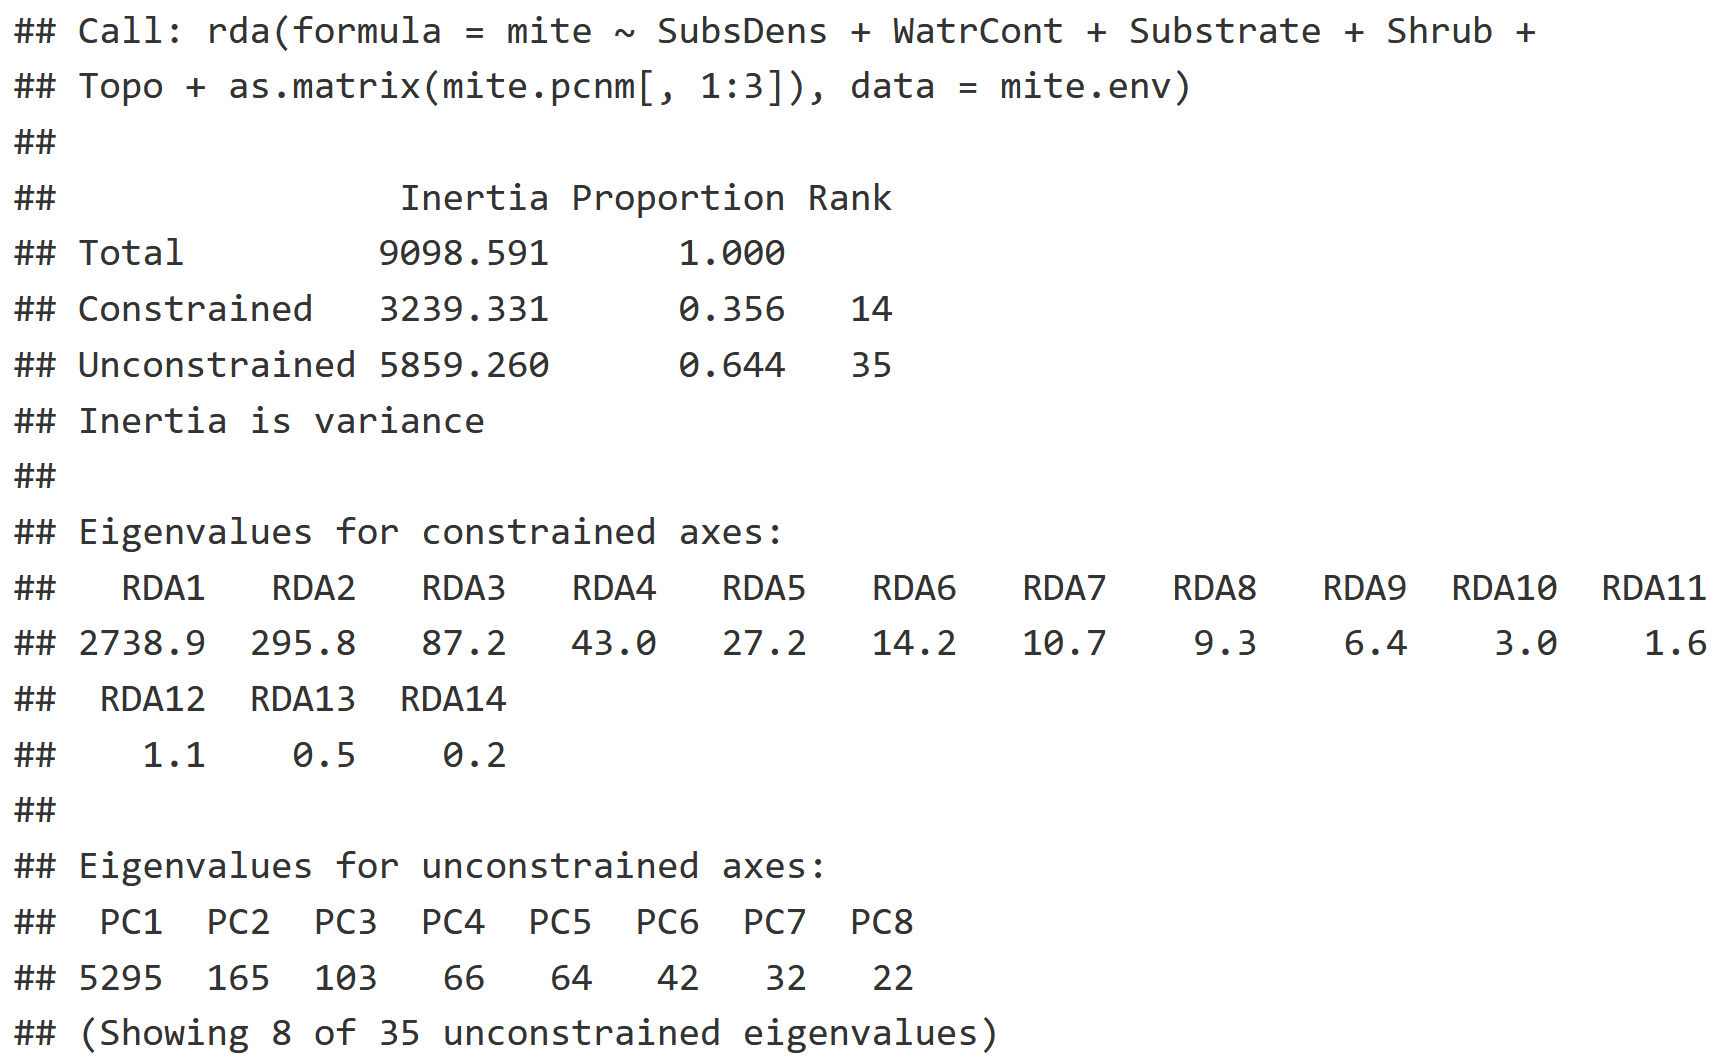 ## Call: rda(formula = mite ~ SubsDens + WatrCont + Substrate + Shrub +
## Topo + as.matrix(mite.pcnm[, 1:3]), data = mite.env)
##
##                Inertia Proportion Rank
## Total         9098.591      1.000
## Constrained   3239.331      0.356   14
## Unconstrained 5859.260      0.644   35
## Inertia is variance
##
## Eigenvalues for constrained axes:
##   RDA1   RDA2   RDA3   RDA4   RDA5   RDA6   RDA7   RDA8   RDA9  RDA10  RDA11
## 2738.9  295.8   87.2   43.0   27.2   14.2   10.7    9.3    6.4    3.0    1.6
##  RDA12  RDA13  RDA14
##    1.1    0.5    0.2
##
## Eigenvalues for unconstrained axes:
##  PC1  PC2  PC3  PC4  PC5  PC6  PC7  PC8
## 5295  165  103   66   64   42   32   22
## (Showing 8 of 35 unconstrained eigenvalues)